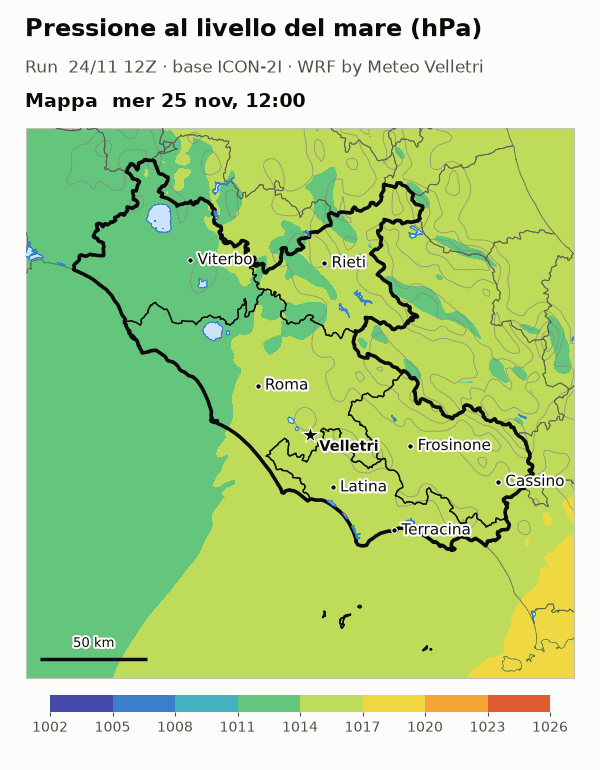 Pressione al livello del mare (hPa)
Run  24/11 12Z · base ICON-2I · WRF by Meteo Velletri
Mappa  mer 25 nov, 12:00
Viterbo
Rieti
Roma
Velletri
Frosinone
Latina
Cassino
Terracina
50 km
1002 1005 1008 1011 1014 1017 1020 1023 1026